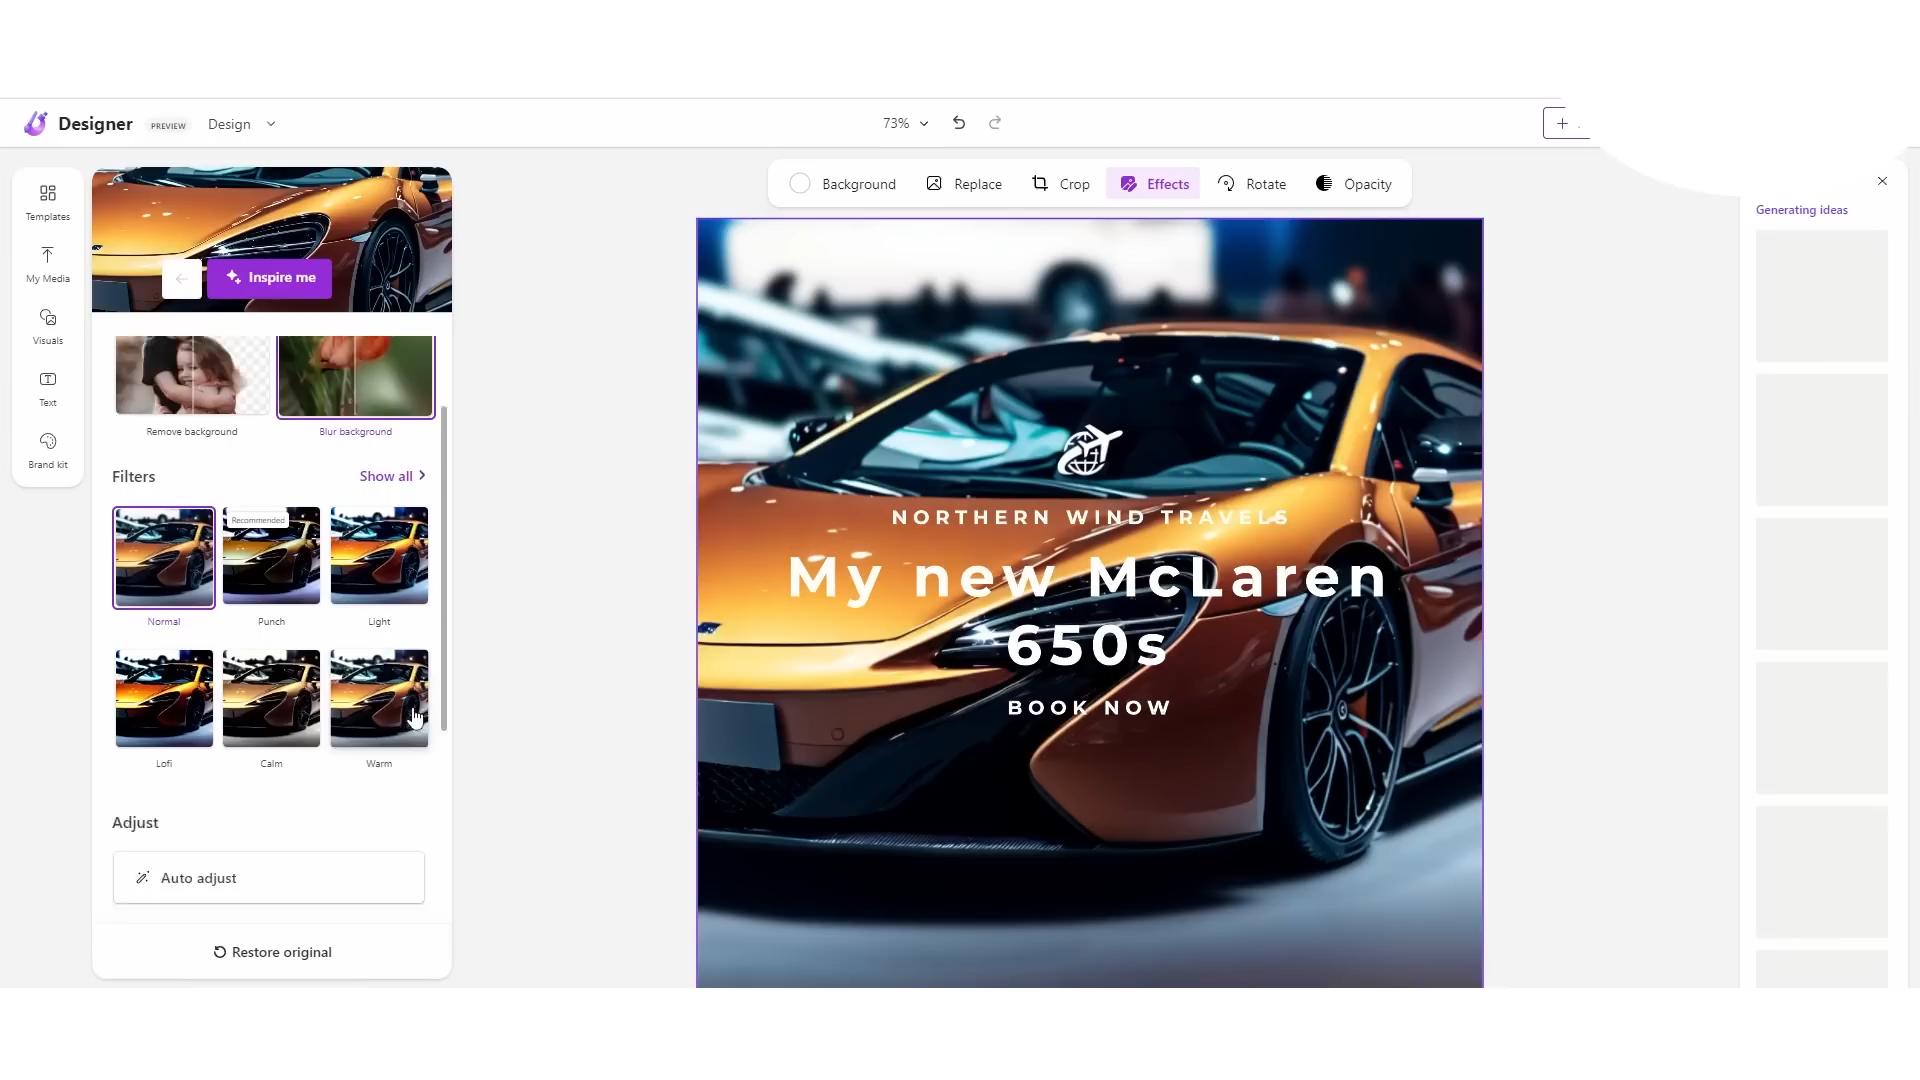 Designer PREVIEW Design
73%
Background Replace Crop Effects Rotate Opacity
Generating ideas
Templates
My Media
Visuals
Text
Brand kit
Inspire me
Remove background Blur background
Filters Show all
Recommended
Normal Punch Light
Lofi Calm Warm
Adjust
Auto adjust
Restore original
NORTHERN WIND TRAVELS
My new McLaren
650s
BOOK NOW